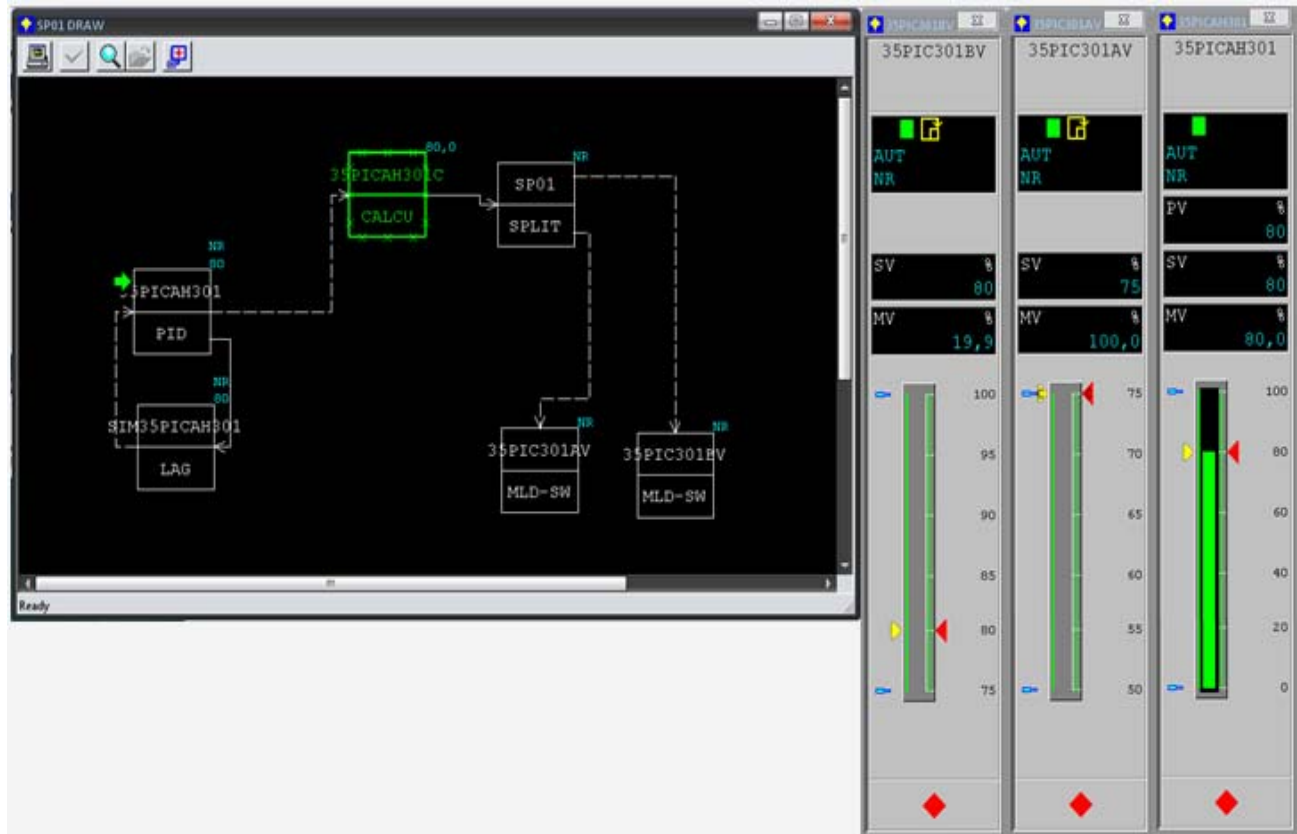 SP01 DRAW
80,0
35PICAH301C
CALCU
NR
SP01
SPLIT
NR
80
35PICAH301
PID
NR
80
SIM35PICAH301
LAG
NR
35PIC301AV
MLD-SW
NR
35PIC301BV
MLD-SW
Ready
35PIC301BV
35PIC301BV
AUT
NR
SV %
80
MV %
19,9
100
95
90
85
80
75
35PIC301AV
35PIC301AV
AUT
NR
SV %
75
MV %
100,0
75
70
65
60
55
50
35PICAH301
35PICAH301
AUT
NR
PV %
80
SV %
80
MV %
80,0
100
80
60
40
20
0